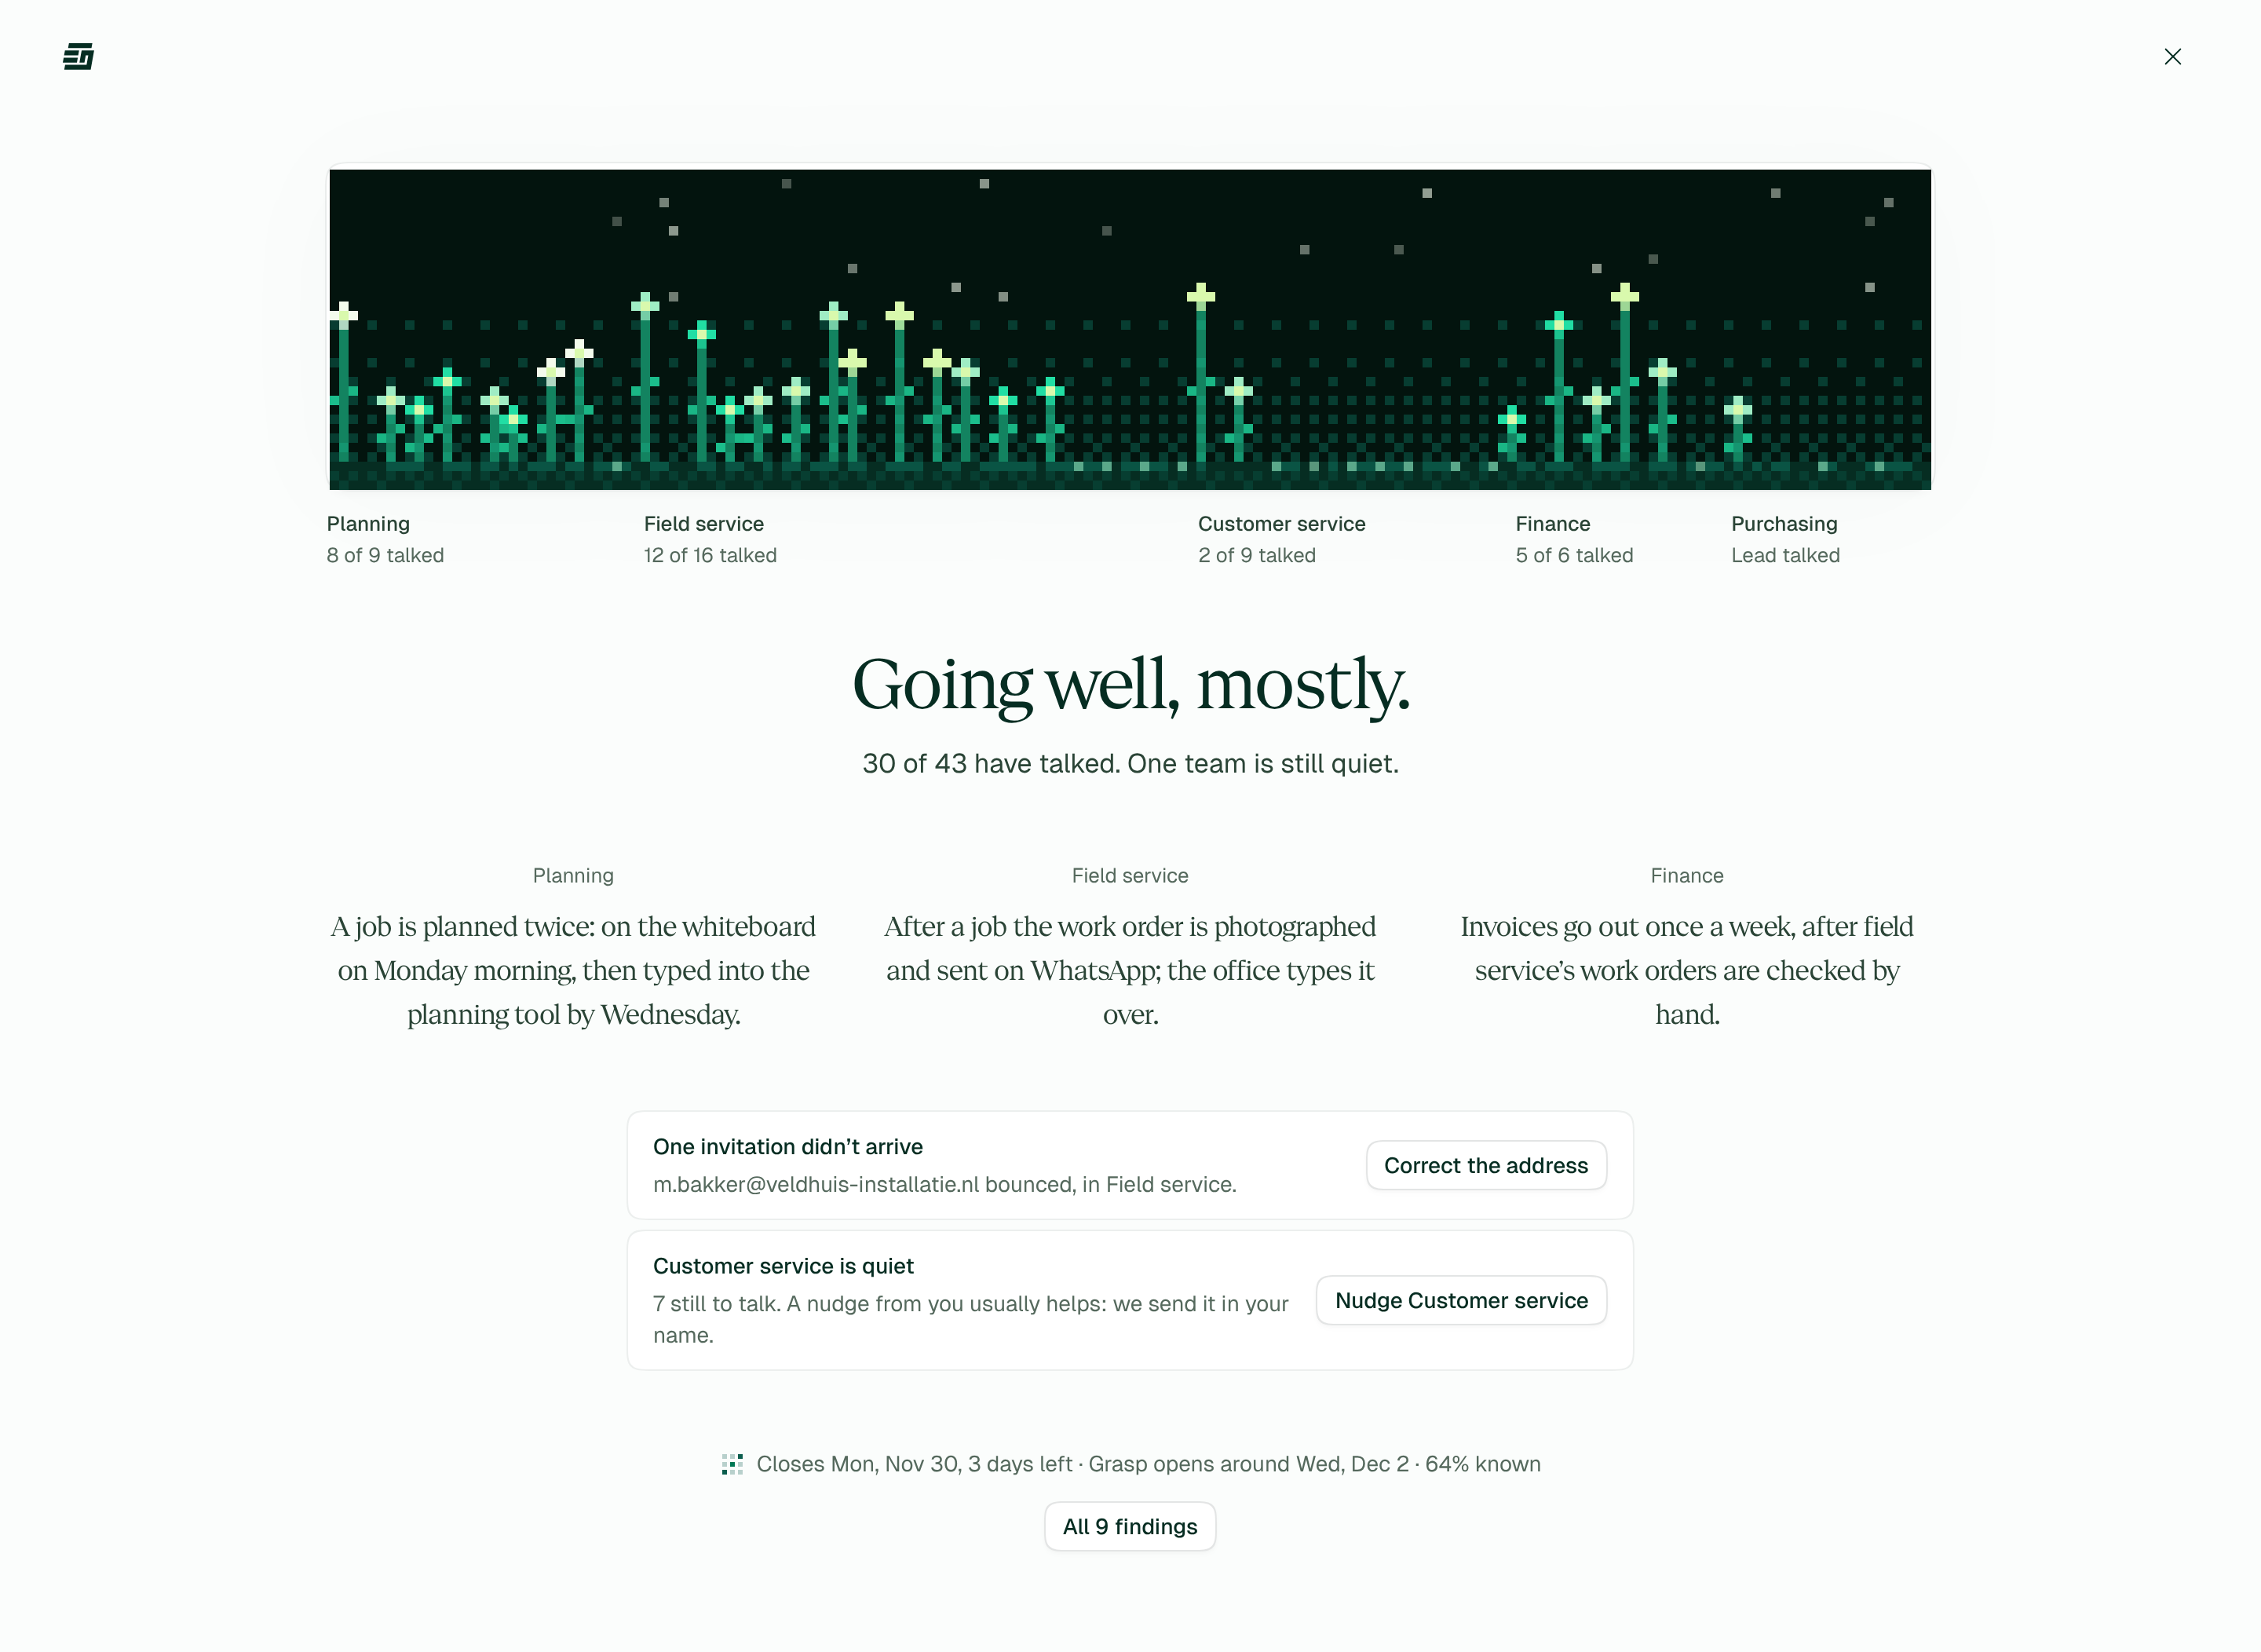 Planning
8 of 9 talked
Field service
12 of 16 talked
Customer service
2 of 9 talked
Finance
5 of 6 talked
Purchasing
Lead talked
Going well, mostly.
30 of 43 have talked. One team is still quiet.
Planning
A job is planned twice: on the whiteboard
on Monday morning, then typed into the
planning tool by Wednesday.
Field service
After a job the work order is photographed
and sent on WhatsApp; the office types it
over.
Finance
Invoices go out once a week, after field
service’s work orders are checked by
hand.
One invitation didn’t arrive
m.bakker@veldhuis-installatie.nl bounced, in Field service.
Correct the address
Customer service is quiet
7 still to talk. A nudge from you usually helps: we send it in your
name.
Nudge Customer service
Closes Mon, Nov 30, 3 days left · Grasp opens around Wed, Dec 2 · 64% known
All 9 findings